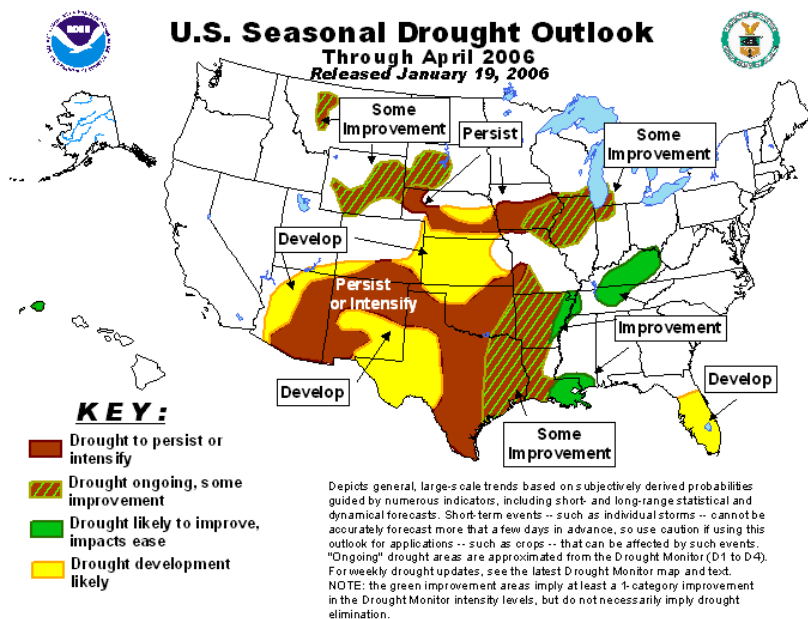 U.S. Seasonal Drought Outlook
Through April 2006
Released January 19, 2006
Some
Improvement
Persist
Some
Improvement
Develop
Persist
or Intensify
Improvement
Develop
Develop
Some
Improvement
KEY:
Drought to persist or
intensify
Drought ongoing, some
improvement
Drought likely to improve,
impacts ease
Drought development
likely
Depicts general, large-scale trends based on subjectively derived probabilities
guided by numerous indicators, including short- and long-range statistical and
dynamical forecasts. Short-term events -- such as individual storms -- cannot be
accurately forecast more that a few days in advance, so use caution if using this
outlook for applications -- such as crops -- that can be affected by such events.
"Ongoing" drought areas are approximated from the Drought Monitor (D1 to D4).
For weekly drought updates, see the latest Drought Monitor map and text.
NOTE: the green improvement areas imply at least a 1-category improvement
in the Drought Monitor intensity levels, but do not necessarily imply drought
elimination.